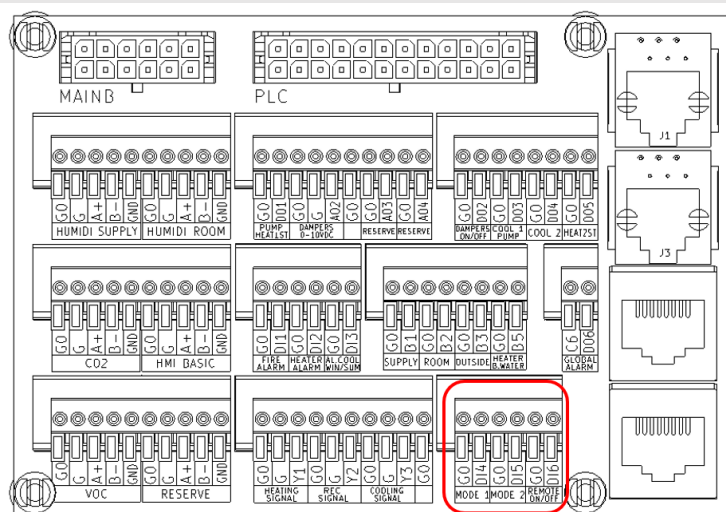 MAINB PLC
J1
G0 G A+ B- GND G0 G A+ B- GND G0 DO1 G0 G AO2 G0 AO3 G0 AO4 G0 DO2 G0 DO3 G0 DO4 G0 DO5
HUMIDI SUPPLY HUMIDI ROOM PUMP HEAT1ST DAMPERS 0-10VDC RESERVE RESERVE DAMPERS ON/OFF COOL 1 PUMP COOL 2 HEAT2ST
J3
G0 G A+ B- GND G0 G A+ B- GND G0 DI1 G0 DI2 G0 DI3 G0 B1 G0 B2 G0 B3 G0 B5 C6 DO6
CO2 HMI BASIC FIRE ALARM HEATER ALARM AL.COOL WIN/SUM SUPPLY ROOM OUTSIDE HEATER B.WATER GLOBAL ALARM
G0 G A+ B- GND G0 G A+ B- GND G0 G Y1 G0 G Y2 G0 G Y3 G0 G0 DI4 G0 DI5 G0 DI6
VOC RESERVE HEATING SIGNAL REC SIGNAL COOLING SIGNAL MODE 1 MODE 2 REMOTE ON/OFF